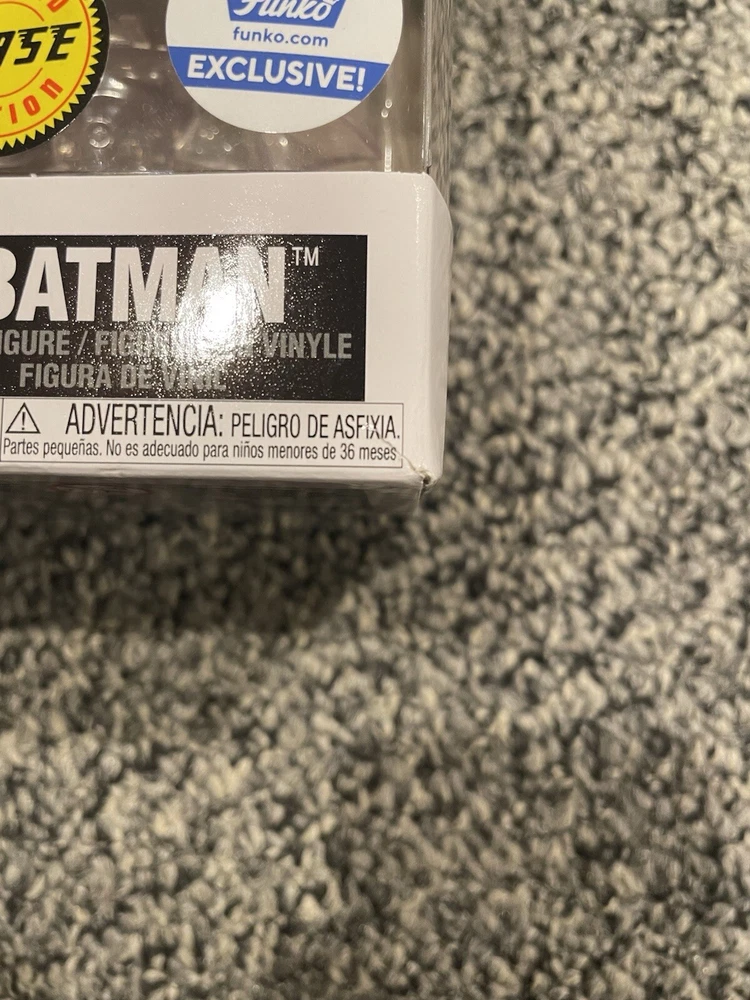 Funko
funko.com
EXCLUSIVE!
BATMAN™
VINYLE
FIGURA DE
⚠ ADVERTENCIA: PELIGRO DE ASFIXIA.
Partes pequeñas. No es adecuado para niños menores de 36 meses